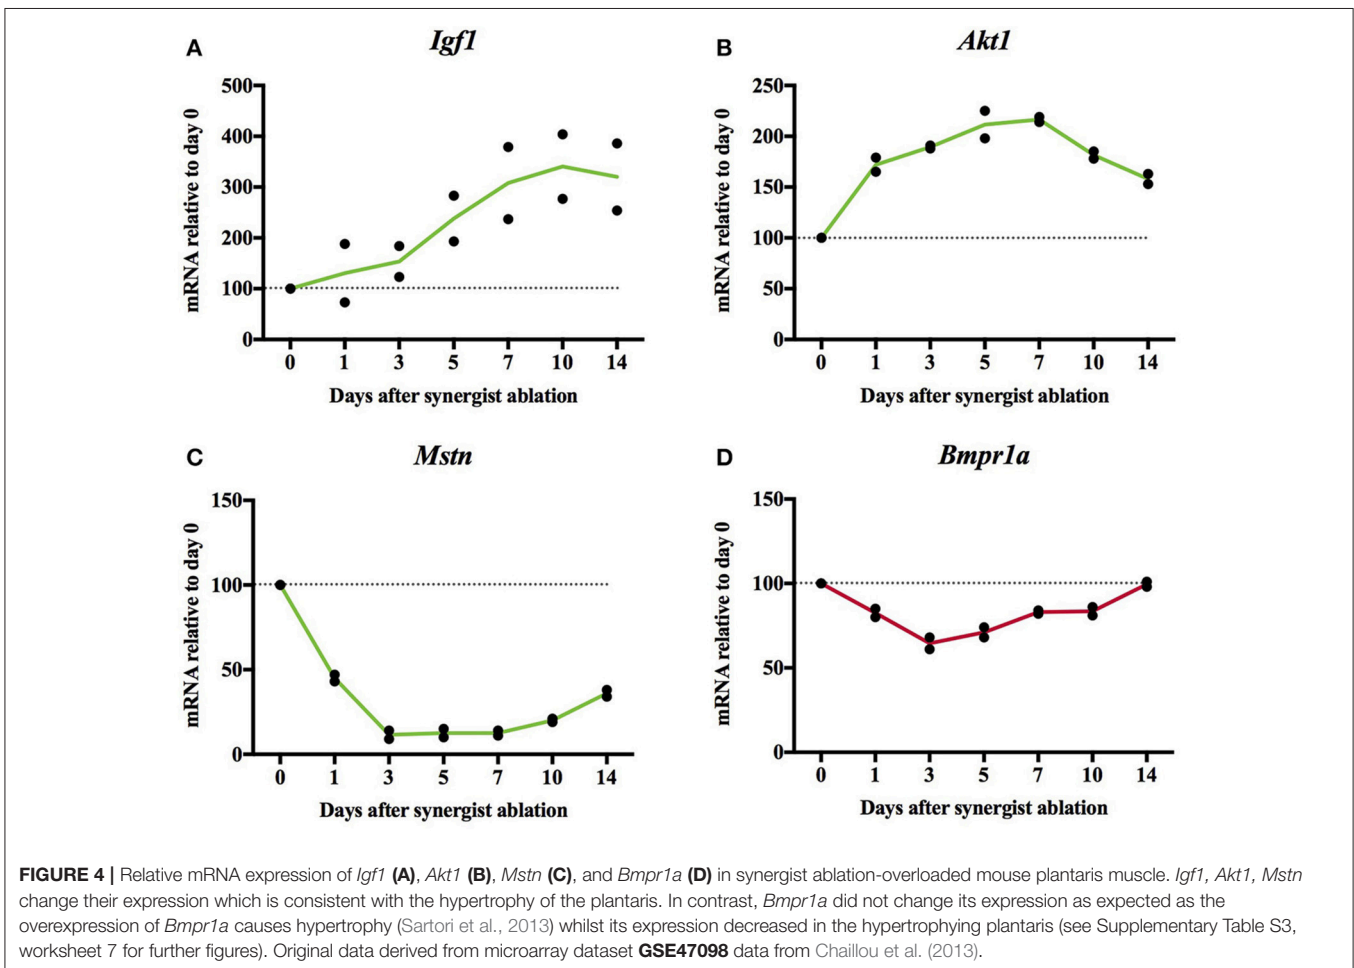 A
Igf1
mRNA relative to day 0
500
400
300
200
100
0
0 1 3 5 7 10 14
Days after synergist ablation
B
Akt1
mRNA relative to day 0
250
200
150
100
50
0
0 1 3 5 7 10 14
Days after synergist ablation
C
Mstn
mRNA relative to day 0
150
100
50
0
0 1 3 5 7 10 14
Days after synergist ablation
D
Bmpr1a
mRNA relative to day 0
150
100
50
0
0 1 3 5 7 10 14
Days after synergist ablation
FIGURE 4 | Relative mRNA expression of Igf1 (A), Akt1 (B), Mstn (C), and Bmpr1a (D) in synergist ablation-overloaded mouse plantaris muscle. Igf1, Akt1, Mstn
change their expression which is consistent with the hypertrophy of the plantaris. In contrast, Bmpr1a did not change its expression as expected as the
overexpression of Bmpr1a causes hypertrophy (Sartori et al., 2013) whilst its expression decreased in the hypertrophying plantaris (see Supplementary Table S3,
worksheet 7 for further figures). Original data derived from microarray dataset GSE47098 data from Chaillou et al. (2013).